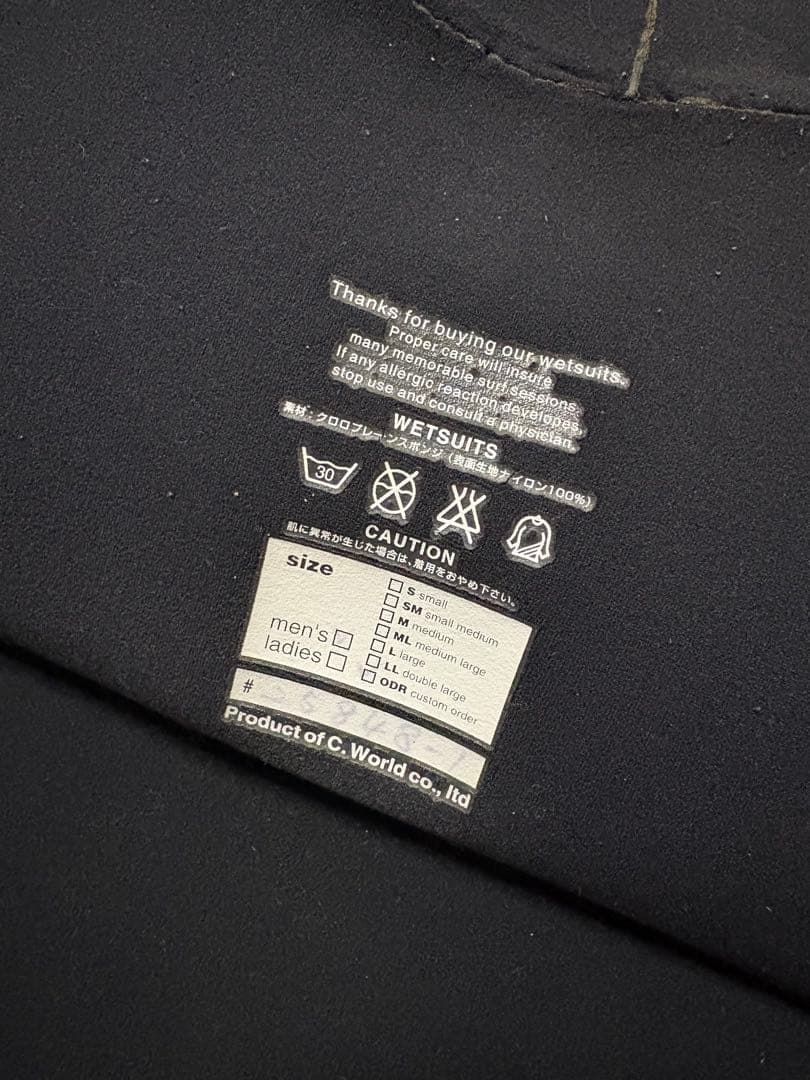 Thanks for buying our wetsuits.
Proper care will insure
many memorable surf sessions.
If any allergic reaction developes,
stop use and consult a physician.
WETSUITS
素材：クロロプレーンスポンジ（表面生地ナイロン100%）
30
CAUTION
肌に異常が生じた場合は、着用をおやめ下さい。
size
men's
ladies
S small
SM small medium
M medium
ML medium large
L large
LL double large
ODR custom order
#
Product of C. World co., ltd